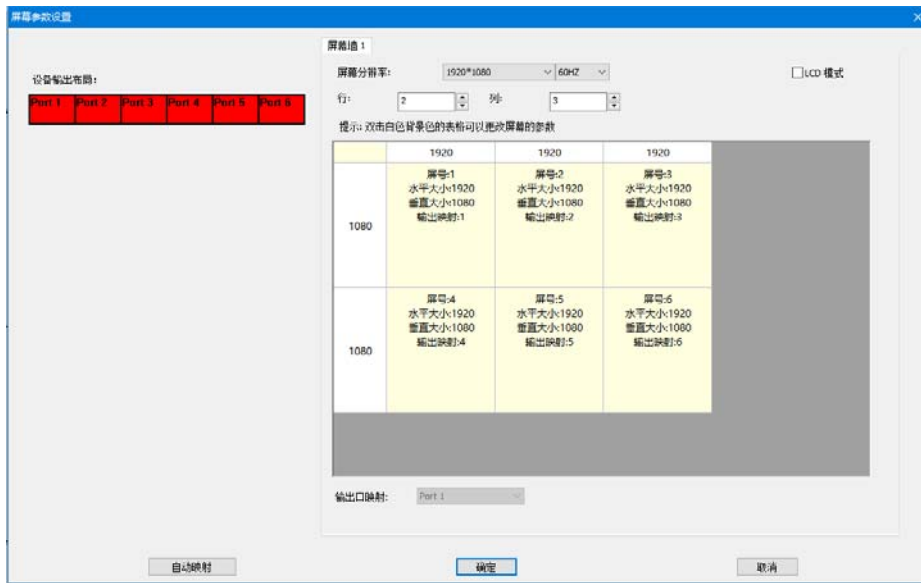 屏幕参数设置
屏幕墙 1
屏幕分辨率: 1920*1080 60HZ LCD 模式
设备输出布局:
Port 1 Port 2 Port 3 Port 4 Port 5 Port 6
行: 2 列: 3
提示: 双击白色背景色的表格可以更改屏幕的参数
1920 1920 1920
屏号:1 屏号:2 屏号:3
水平大小:1920 水平大小:1920 水平大小:1920
垂直大小:1080 垂直大小:1080 垂直大小:1080
输出映射:1 输出映射:2 输出映射:3
1080
屏号:4 屏号:5 屏号:6
水平大小:1920 水平大小:1920 水平大小:1920
垂直大小:1080 垂直大小:1080 垂直大小:1080
输出映射:4 输出映射:5 输出映射:6
1080
输出口映射: Port 1
自动映射 确定 取消